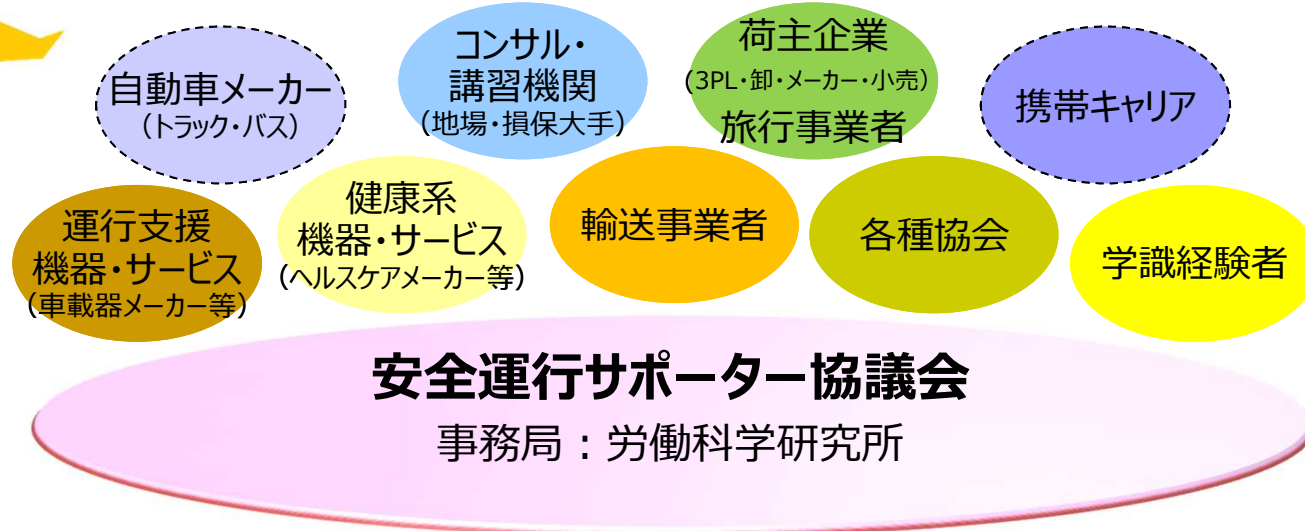 自動車メーカー
（トラック・バス）
コンサル・
講習機関
（地場・損保大手）
荷主企業
（3PL・卸・メーカー・小売）
旅行事業者
携帯キャリア
運行支援
機器・サービス
（車載器メーカー等）
健康系
機器・サービス
（ヘルスケアメーカー等）
輸送事業者
各種協会
学識経験者
安全運行サポーター協議会
事務局：労働科学研究所